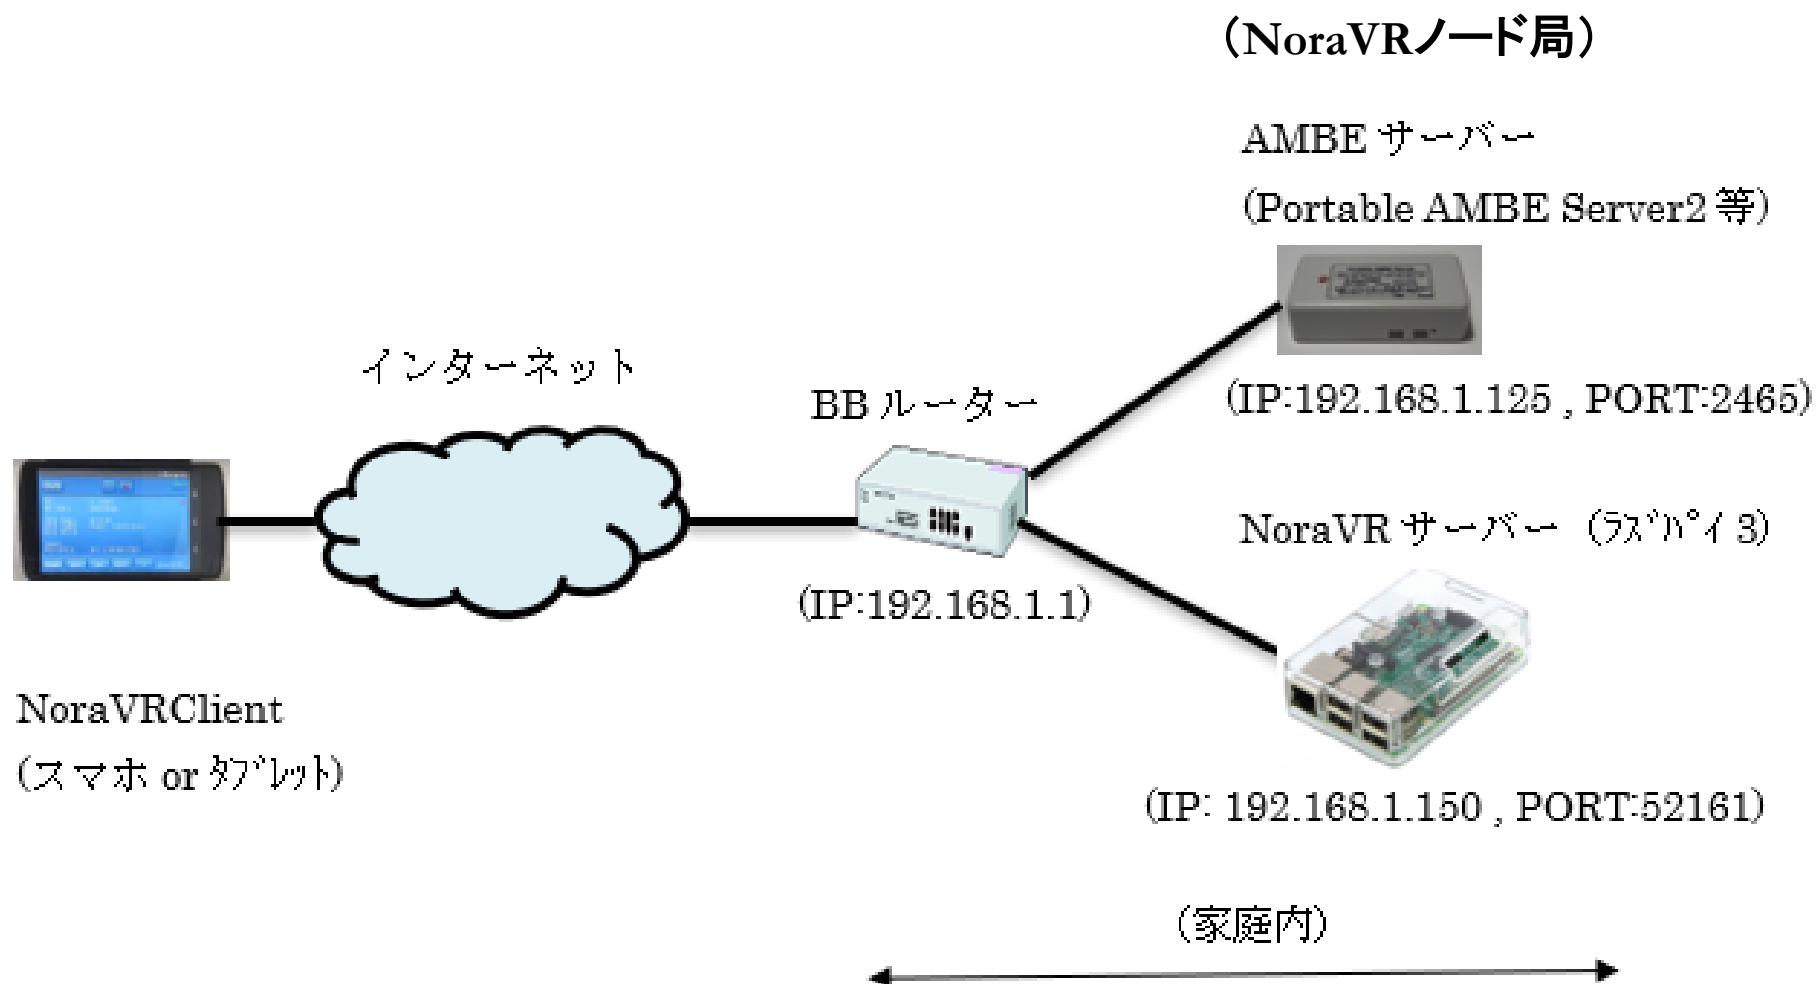 （NoraVRノード局）
AMBE サーバー
(Portable AMBE Server2 等)
(IP:192.168.1.125 , PORT:2465)
インターネット
BB ルーター
(IP:192.168.1.1)
NoraVR サーバー（ﾗｽﾞﾊﾟｲ 3）
(IP: 192.168.1.150 , PORT:52161)
NoraVRClient
(スマホ or ﾀﾌﾞﾚｯﾄ)
（家庭内）